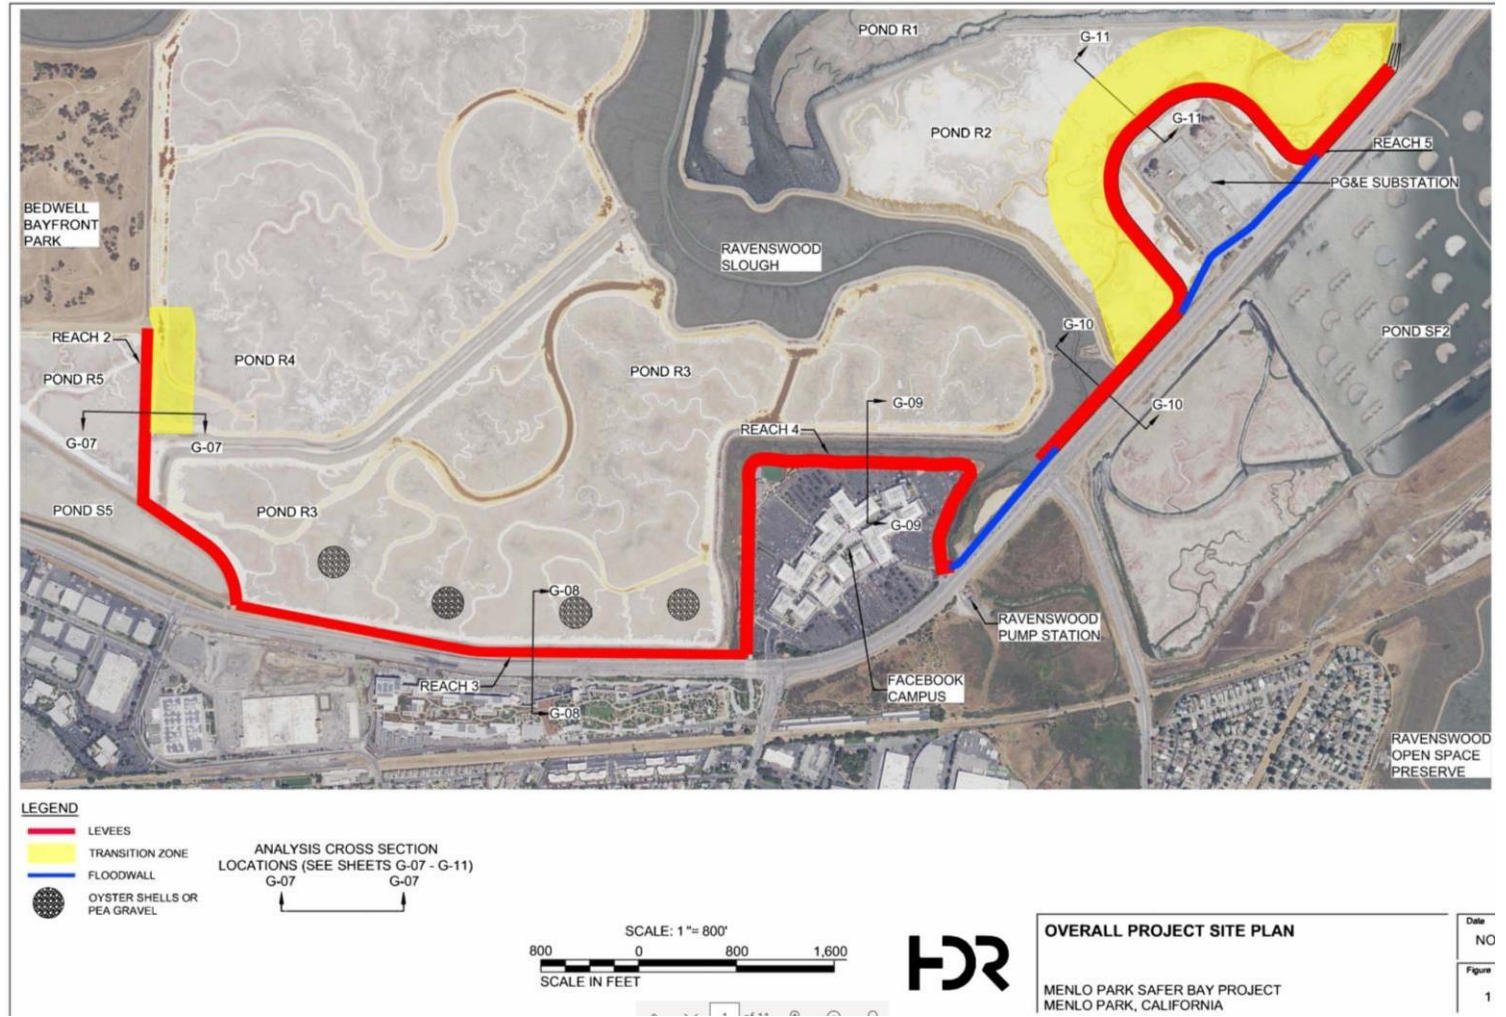 POND R1
G-11
POND R2
G-11
REACH 5
PG&E SUBSTATION
BEDWELL
BAYFRONT
PARK
RAVENSWOOD
SLOUGH
G-10
POND SF2
REACH 2
POND R4
POND R5
POND R3
G-09
G-10
G-07
G-07
REACH 4
POND S5
POND R3
G-09
G-08
RAVENSWOOD
PUMP STATION
REACH 3
FACEBOOK
CAMPUS
G-08
RAVENSWOOD
OPEN SPACE
PRESERVE
LEGEND
LEVEES
TRANSITION ZONE
FLOODWALL
OYSTER SHELLS OR
PEA GRAVEL
ANALYSIS CROSS SECTION
LOCATIONS (SEE SHEETS G-07 - G-11)
G-07 G-07
SCALE: 1 "= 800'
800 0 800 1,600
SCALE IN FEET
HDR
OVERALL PROJECT SITE PLAN
MENLO PARK SAFER BAY PROJECT
MENLO PARK, CALIFORNIA
Date
NO
Figure
1
1 of 11